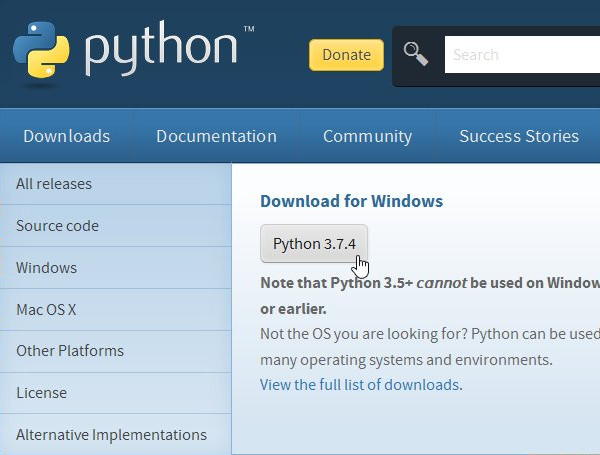 python™
Donate
Search
Downloads Documentation Community Success Stories
All releases
Source code
Windows
Mac OS X
Other Platforms
License
Alternative Implementations
Download for Windows
Python 3.7.4
Note that Python 3.5+ cannot be used on Window
or earlier.
Not the OS you are looking for? Python can be used
many operating systems and environments.
View the full list of downloads.